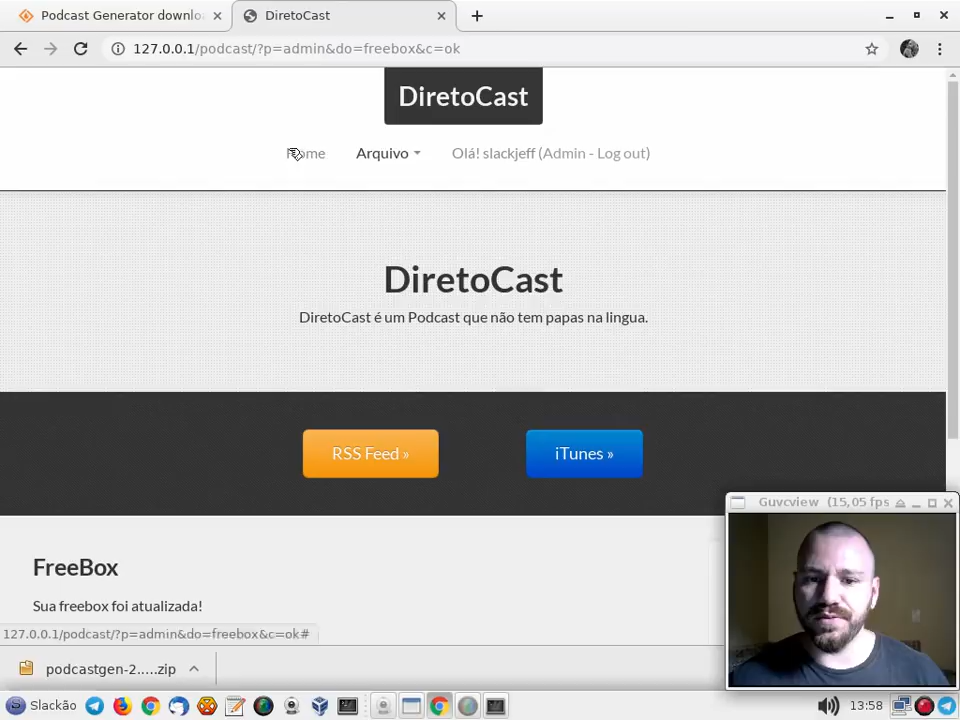 Podcast Generator downlo
DiretoCast
127.0.0.1/podcast/?p=admin&do=freebox&c=ok
DiretoCast
Home
Arquivo
Olá! slackjeff (Admin - Log out)
DiretoCast
DiretoCast é um Podcast que não tem papas na lingua.
RSS Feed »
iTunes »
Guvcview (15,05 fps
FreeBox
Sua freebox foi atualizada!
127.0.0.1/podcast/?p=admin&do=freebox&c=ok#
podcastgen-2.....zip
Slackão
13:58